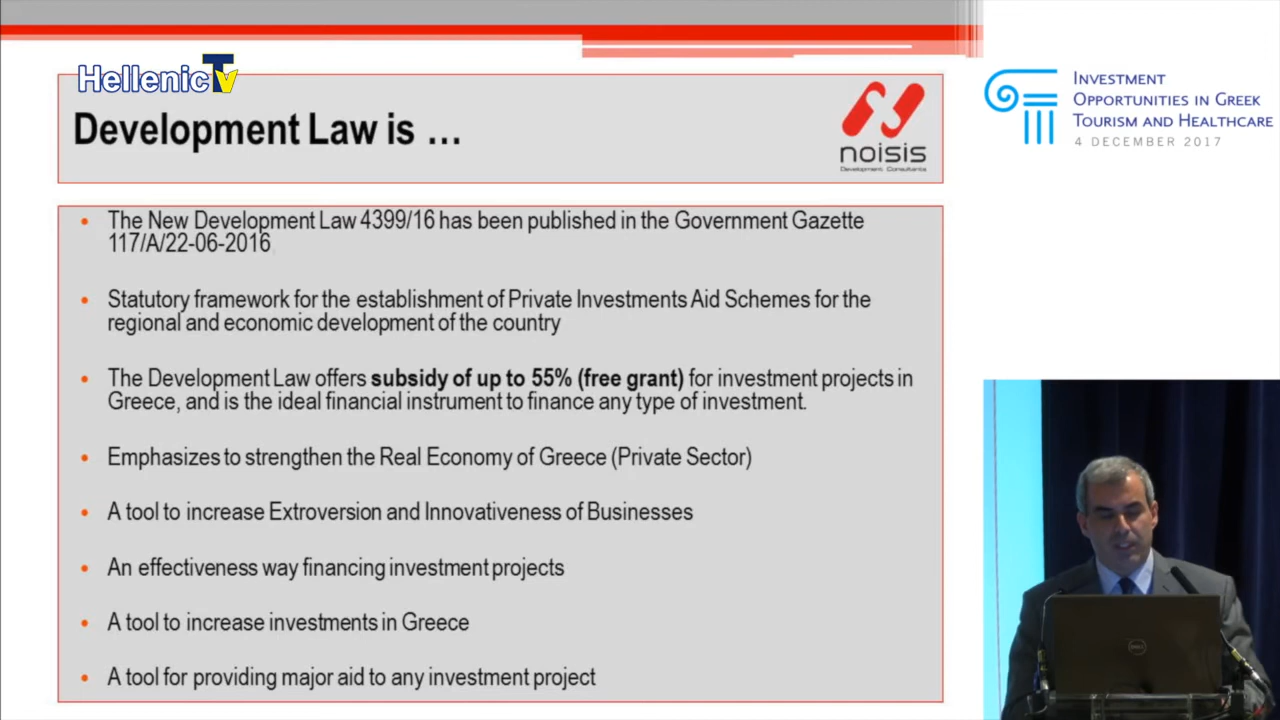 HellenicTv
Development Law is …
noisis
Development Consultants
INVESTMENT
OPPORTUNITIES IN GREEK
TOURISM AND HEALTHCARE
4 DECEMBER 2017
• The New Development Law 4399/16 has been published in the Government Gazette
117/A/22-06-2016
• Statutory framework for the establishment of Private Investments Aid Schemes for the
regional and economic development of the country
• The Development Law offers subsidy of up to 55% (free grant) for investment projects in
Greece, and is the ideal financial instrument to finance any type of investment.
• Emphasizes to strengthen the Real Economy of Greece (Private Sector)
• A tool to increase Extroversion and Innovativeness of Businesses
• An effectiveness way financing investment projects
• A tool to increase investments in Greece
• A tool for providing major aid to any investment project
DELL